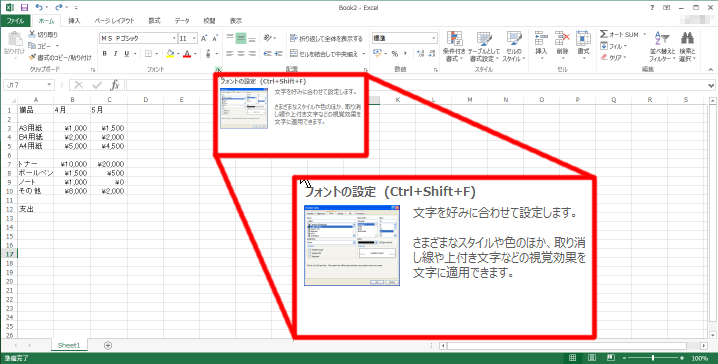 Book2 - Excel
ファイル ホーム 挿入 ページ レイアウト 数式 データ 校閲 表示
貼り付け
切り取り
コピー
書式のコピー/貼り付け
クリップボード
ＭＳ Ｐゴシック 11
フォント
折り返して全体を表示する
セルを結合して中央揃え
配置
標準
数値
条件付き書式
テーブルとして書式設定
セルのスタイル
スタイル
挿入 削除 書式
セル
オート SUM
フィル
クリア
並べ替えとフィルター
検索と選択
編集
J17
A B C D E K L M N O P Q R S
1 備品 4月 5月
2
3 A3用紙 ¥1,000 ¥1,500
4 B4用紙 ¥2,000 ¥2,000
5 A4用紙 ¥5,000 ¥4,500
6
7 トナー ¥10,000 ¥20,000
8 ボールペン ¥1,500 ¥500
9 ノート ¥1,000 ¥0
10 その他 ¥8,000 ¥2,000
11
12 支出
13
14
15
16
17
18
19
20
21
22
23
24
25
26
フォントの設定 (Ctrl+Shift+F)
文字を好みに合わせて設定します。
さまざまなスタイルや色のほか、取り消
し線や上付き文字などの視覚効果を
文字に適用できます。
フォントの設定 (Ctrl+Shift+F)
文字を好みに合わせて設定します。
さまざまなスタイルや色のほか、取り消
し線や上付き文字などの視覚効果を
文字に適用できます。
Sheet1
準備完了
100%